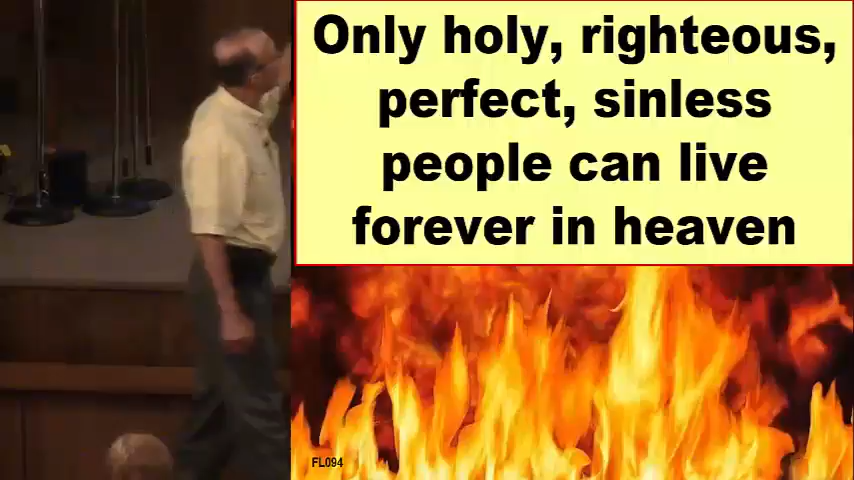 Only holy, righteous,
perfect, sinless
people can live
forever in heaven
FL094